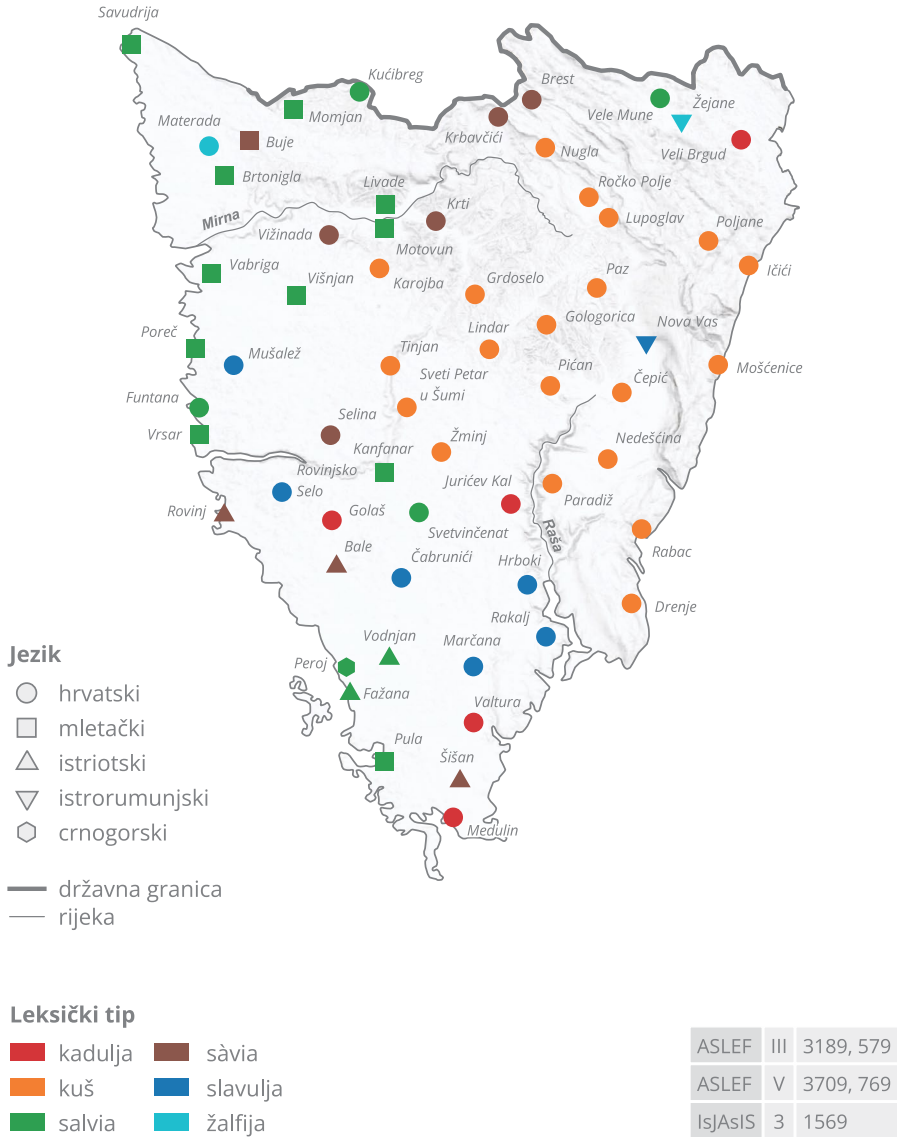 Savudrija
Kućibreg
Momjan
Materada
Buje
Brtonigla
Brest
Krbavčići
Vele Mune
Žejane
Veli Brgud
Nugla
Livade
Mirna
Krti
Vižinada
Motovun
Ročko Polje
Lupoglav
Poljane
Ičići
Vabriga
Višnjan
Karojba
Grdoselo
Paz
Gologorica
Nova Vas
Lindar
Poreč
Mušalež
Tinjan
Sveti Petar
u Šumi
Pićan
Čepić
Mošćenice
Funtana
Vrsar
Selina
Kanfanar
Žminj
Nedešćina
Rovinjsko
Selo
Jurićev Kal
Paradiž
Rovinj
Golaš
Svetvinčenat
Raša
Rabac
Bale
Čabrunići
Hrboki
Drenje
Rakalj
Peroj
Vodnjan
Marčana
Fažana
Valtura
Pula
Šišan
Medulin
Jezik
hrvatski
mletački
istriotski
istrorumunjski
crnogorski
državna granica
rijeka
Leksički tip
kadulja sàvia
kuš slavulja
salvia žalfija
ASLEF III 3189, 579
ASLEF V 3709, 769
IsJAsIS 3 1569